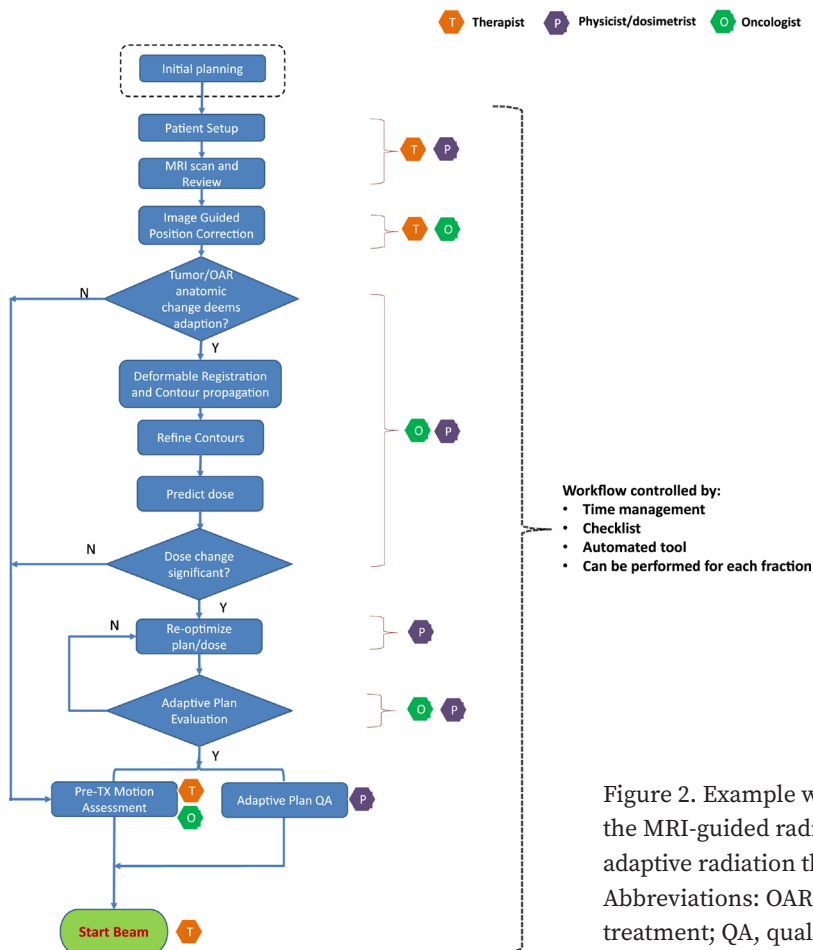 T Therapist P Physicist/dosimetrist O Oncologist
Initial planning
Patient Setup
MRI scan and
Review
T P
Image Guided
Position Correction
T O
N
Tumor/OAR
anatomic
change deems
adaption?
Y
Deformable Registration
and Contour propagation
Refine Contours
O P
Predict dose
N
Dose change
significant?
Y
Workflow controlled by:
• Time management
• Checklist
• Automated tool
• Can be performed for each fraction
N
Re-optimize
plan/dose
P
Adaptive Plan
Evaluation
O P
Y
Pre-TX Motion
Assessment
T
O
Adaptive Plan QA
P
Start Beam
T
Figure 2. Example w
the MRI-guided radi
adaptive radiation th
Abbreviations: OAR
treatment; QA, qual